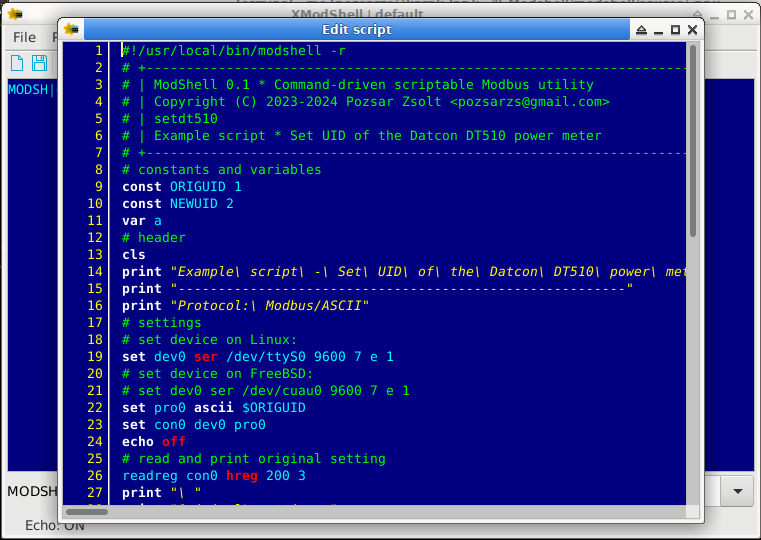 XModShell | default
Edit script
File
MODSH|
1 #!/usr/local/bin/modshell -r
2 # +--------------------------------------------------------------------
3 # | ModShell 0.1 * Command-driven scriptable Modbus utility
4 # | Copyright (C) 2023-2024 Pozsar Zsolt <pozsarzs@gmail.com>
5 # | setdt510
6 # | Example script * Set UID of the Datcon DT510 power meter
7 # +--------------------------------------------------------------------
8 # constants and variables
9 const ORIGUID 1
10 const NEWUID 2
11 var a
12 # header
13 cls
14 print "Example\ script\ -\ Set\ UID\ of\ the\ Datcon\ DT510\ power\ met
15 print "--------------------------------------------------------"
16 print "Protocol:\ Modbus/ASCII"
17 # settings
18 # set device on Linux:
19 set dev0 ser /dev/ttyS0 9600 7 e 1
20 # set device on FreeBSD:
21 # set dev0 ser /dev/cuau0 9600 7 e 1
22 set pro0 ascii $ORIGUID
23 set con0 dev0 pro0
24 echo off
25 # read and print original setting
26 readreg con0 hreg 200 3
27 print "\ "
MODSH
Echo: ON